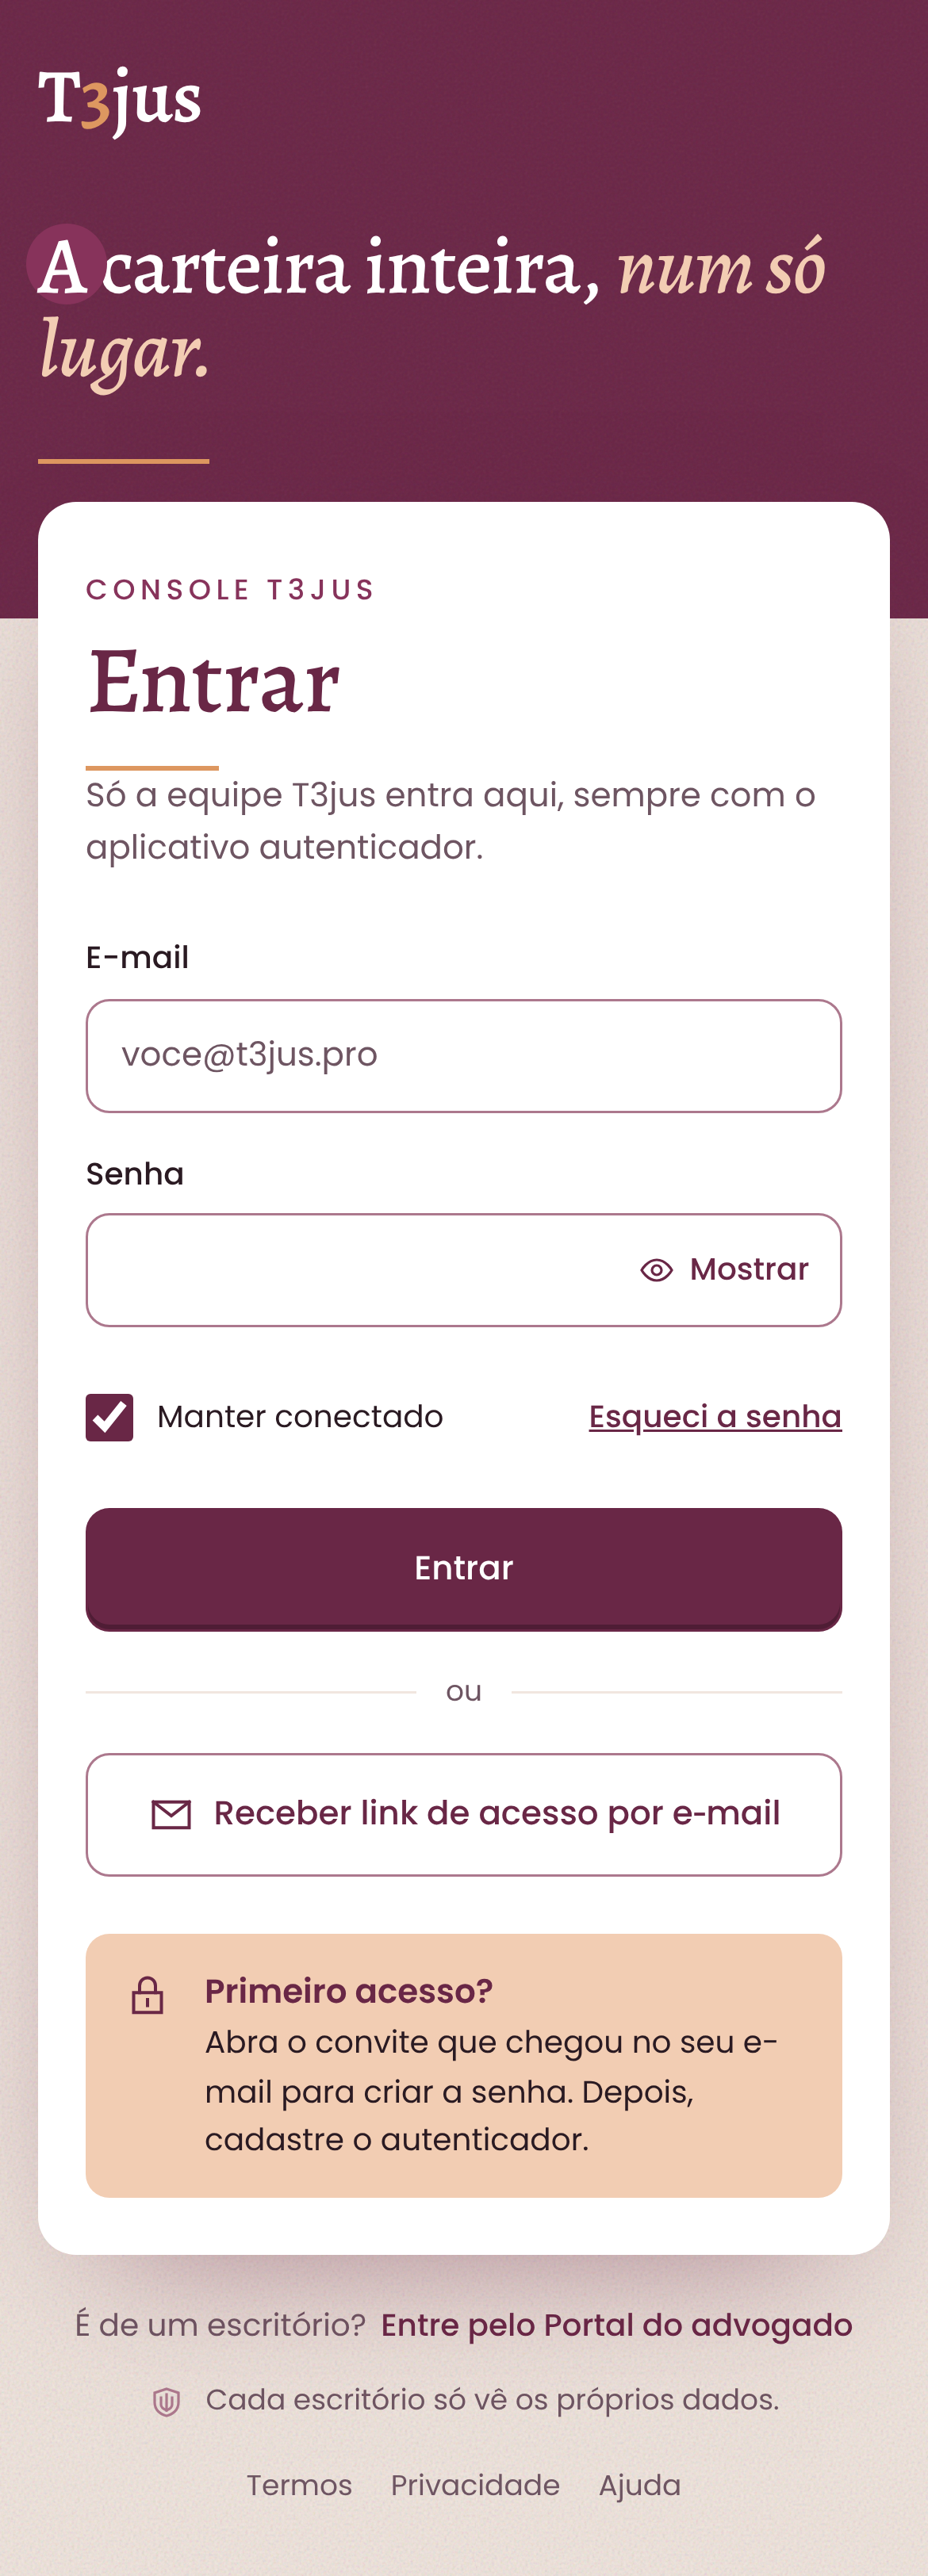 T3jus
A carteira inteira, num só
lugar.
CONSOLE T3JUS
Entrar
Só a equipe T3jus entra aqui, sempre com o
aplicativo autenticador.
E-mail
voce@t3jus.pro
Senha
Mostrar
Manter conectado Esqueci a senha
Entrar
ou
Receber link de acesso por e-mail
Primeiro acesso?
Abra o convite que chegou no seu e-
mail para criar a senha. Depois,
cadastre o autenticador.
É de um escritório? Entre pelo Portal do advogado
Cada escritório só vê os próprios dados.
Termos Privacidade Ajuda